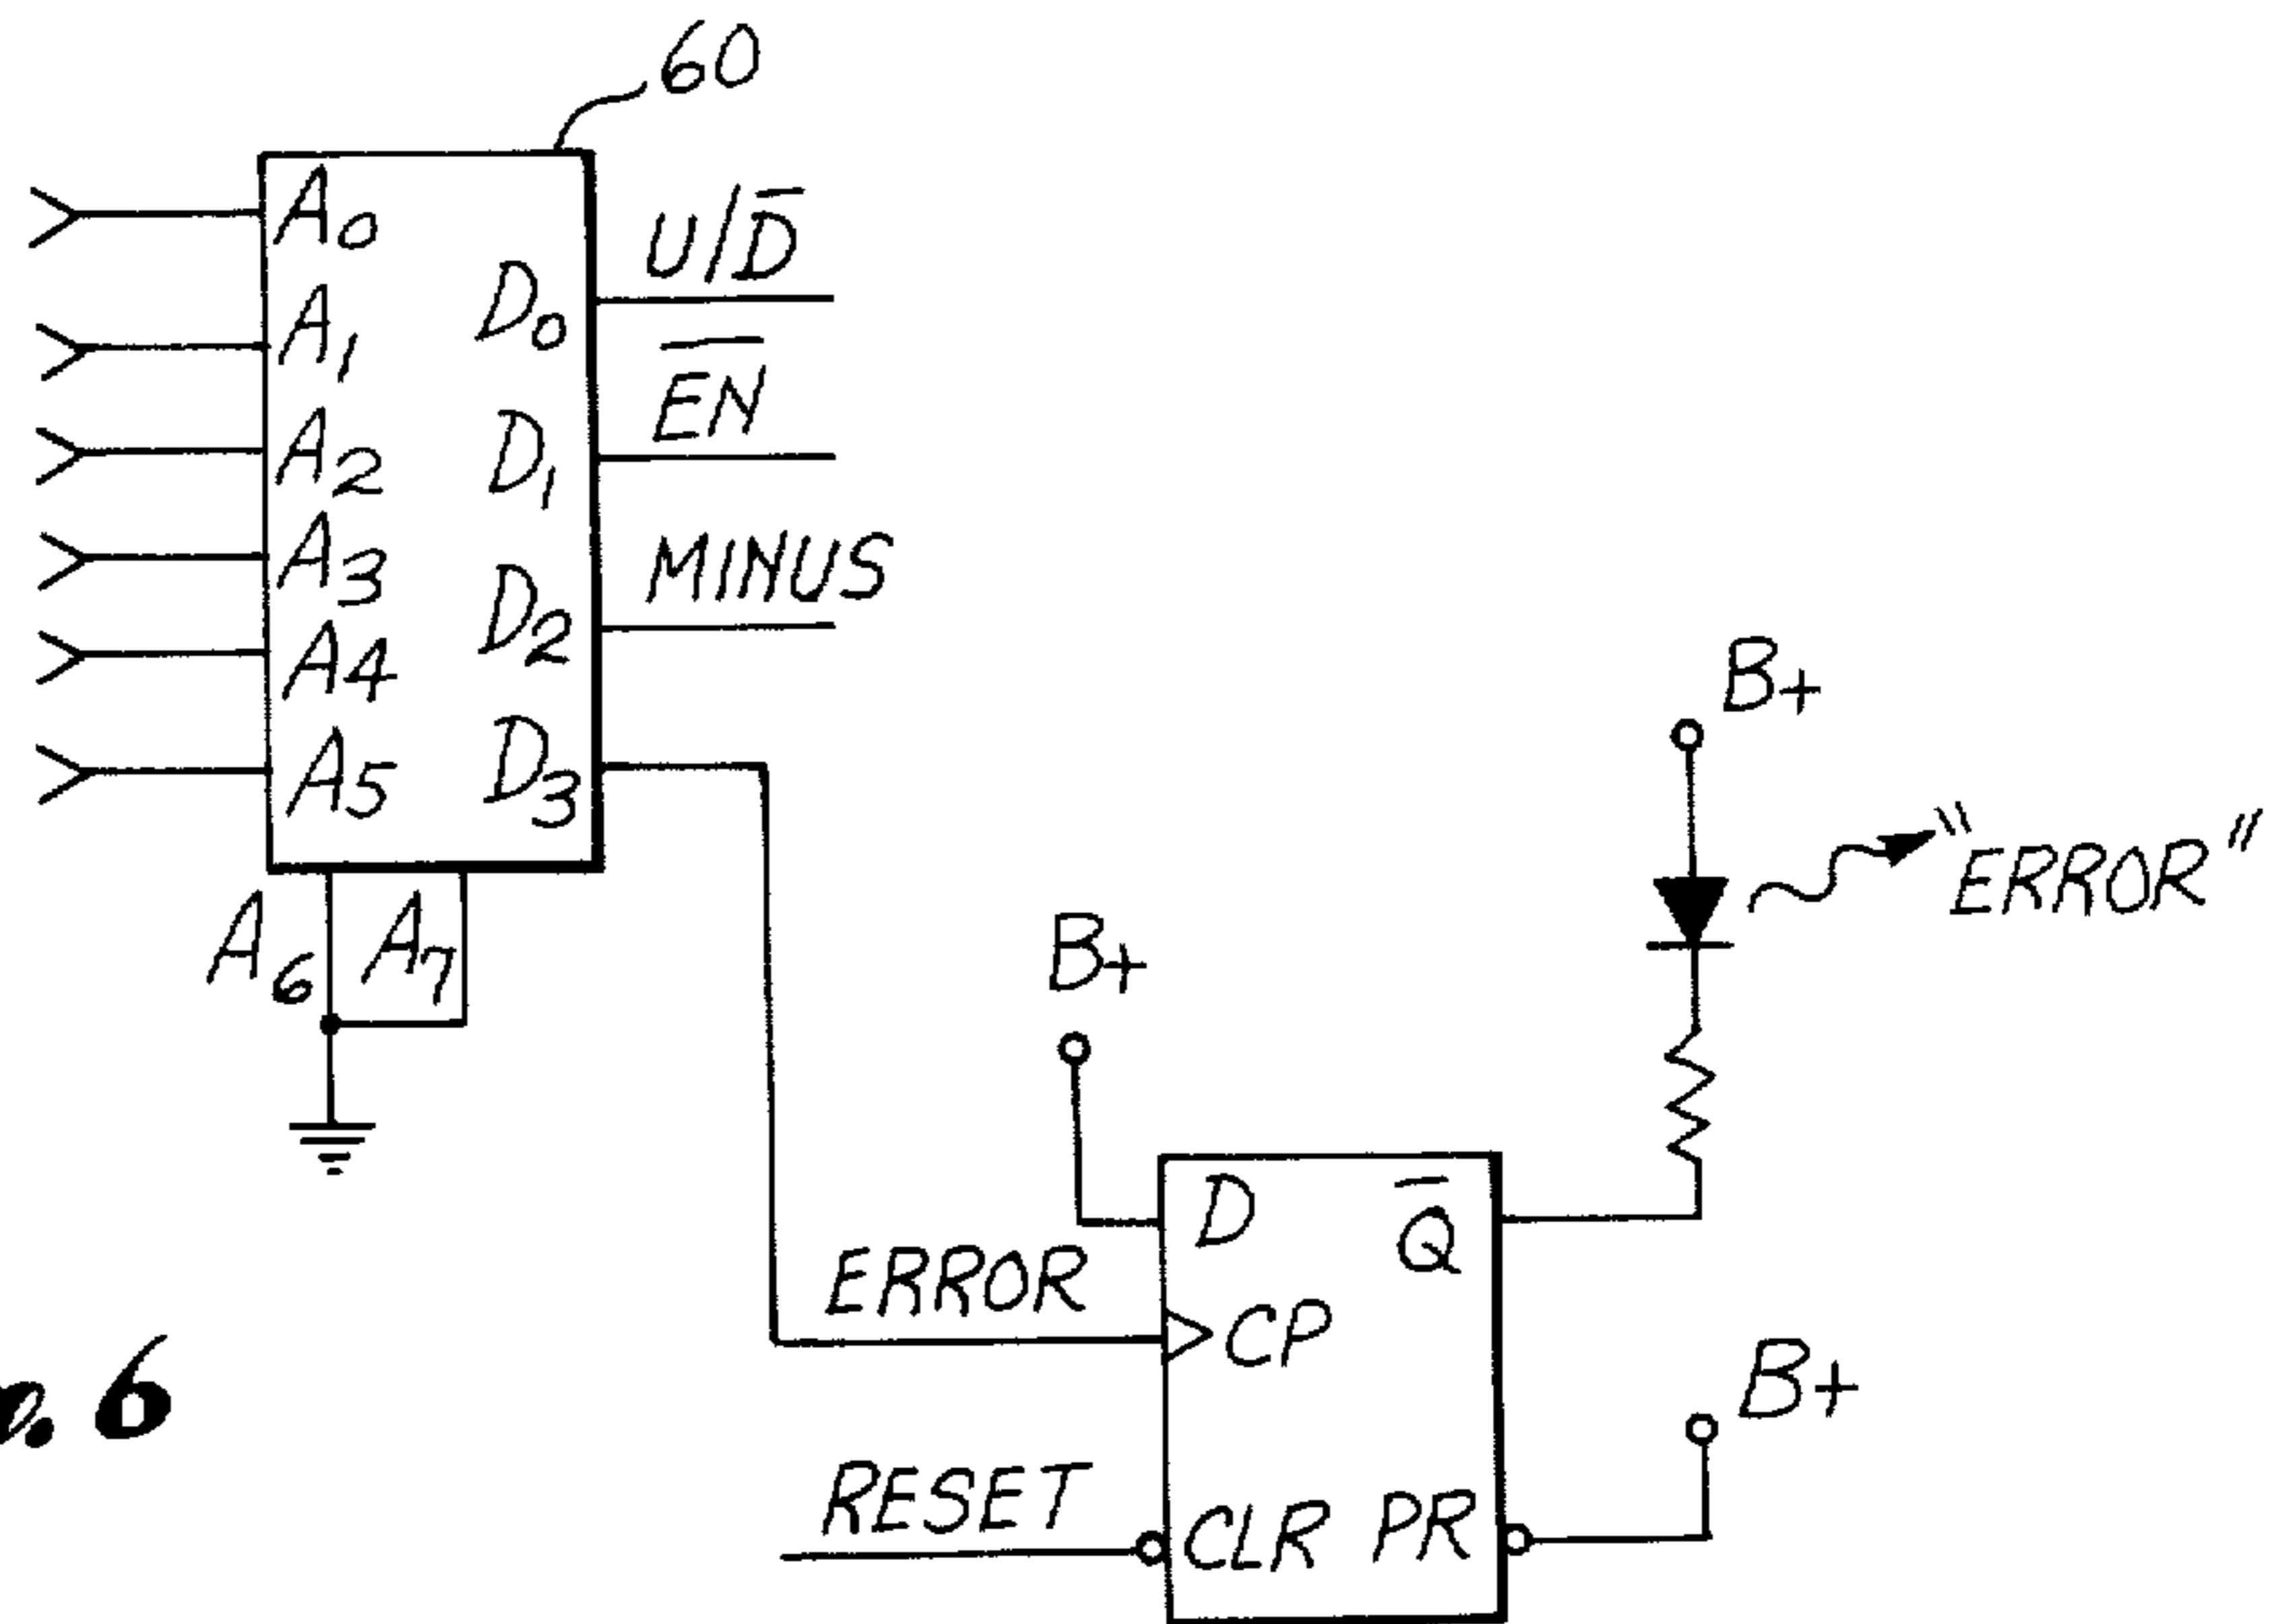 60
A0
U/D̅
A1
D0
E̅N̅
A2
D1
A3
MINUS
D2
A4
B+
A5
D3
"ERROR"
A6
A7
B+
D
Q̅
ERROR
CP
6
B+
RESET
CLR
PR